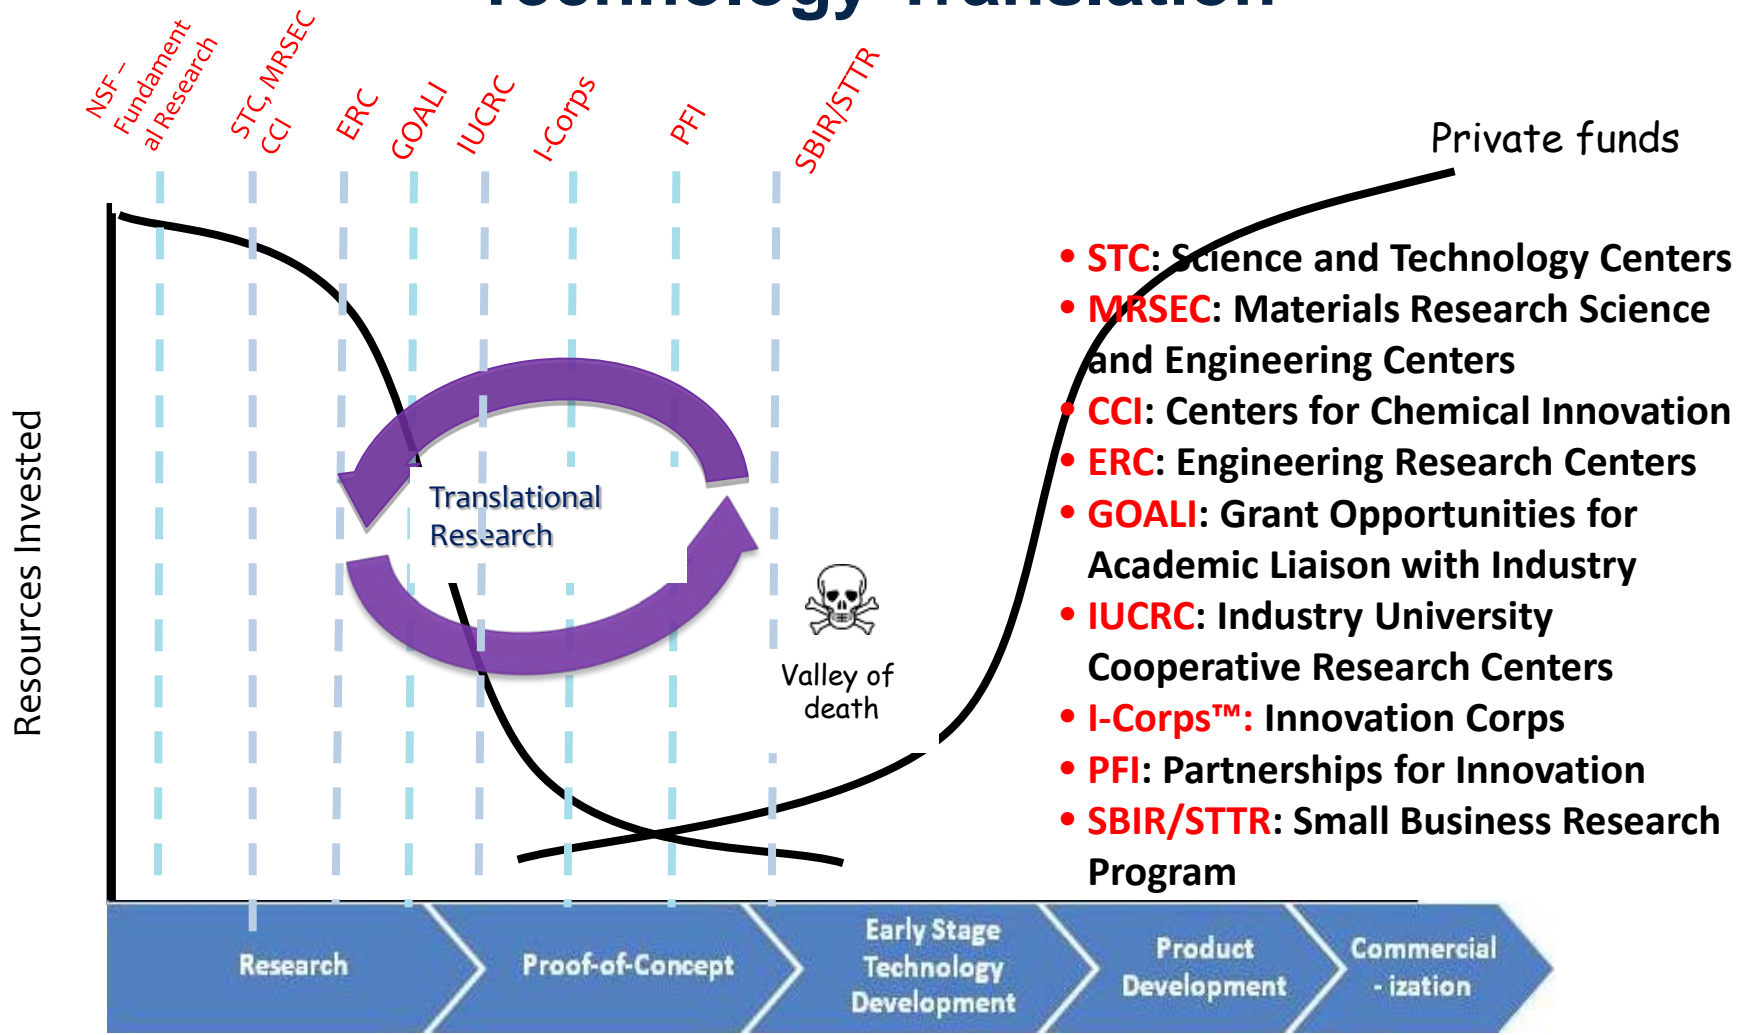 Technology Translation
NSF –
Fundament
al Research
STC, MRSEC
CCI
ERC
GOALI
IUCRC
I-Corps
PFI
SBIR/STTR
Private funds
Resources Invested
Translational
Research
Valley of
death
• STC: Science and Technology Centers
• MRSEC: Materials Research Science
and Engineering Centers
• CCI: Centers for Chemical Innovation
• ERC: Engineering Research Centers
• GOALI: Grant Opportunities for
Academic Liaison with Industry
• IUCRC: Industry University
Cooperative Research Centers
• I-Corps™: Innovation Corps
• PFI: Partnerships for Innovation
• SBIR/STTR: Small Business Research
Program
Research
Proof-of-Concept
Early Stage
Technology
Development
Product
Development
Commercial
- ization